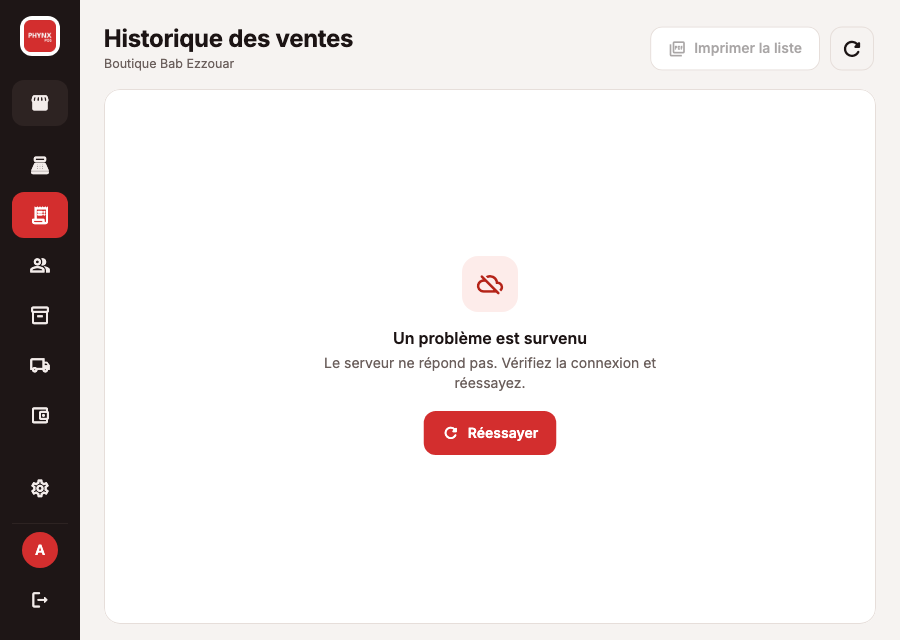 PHYNX
Historique des ventes
Boutique Bab Ezzouar
Imprimer la liste
Un problème est survenu
Le serveur ne répond pas. Vérifiez la connexion et
réessayez.
Réessayer
A